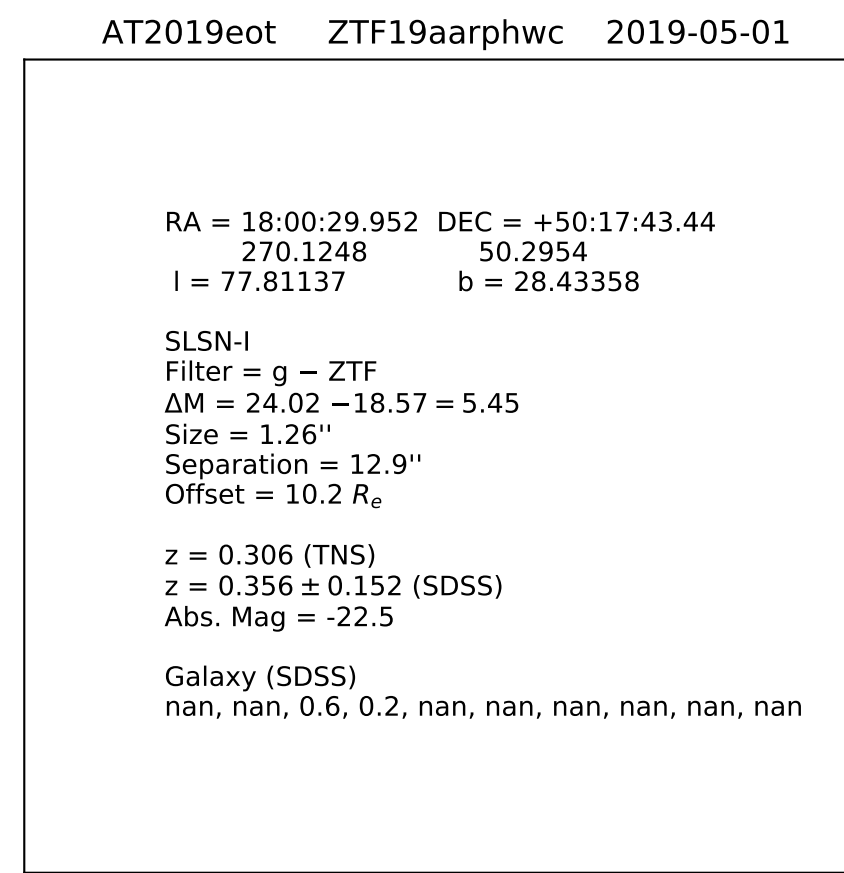 AT2019eot ZTF19aarphwc 2019-05-01
RA = 18:00:29.952 DEC = +50:17:43.44
270.1248 50.2954
l = 77.81137 b = 28.43358
SLSN-I
Filter = g − ZTF
ΔM = 24.02 −18.57 = 5.45
Size = 1.26''
Separation = 12.9''
Offset = 10.2 Rₑ
z = 0.306 (TNS)
z = 0.356 ± 0.152 (SDSS)
Abs. Mag = -22.5
Galaxy (SDSS)
nan, nan, 0.6, 0.2, nan, nan, nan, nan, nan, nan